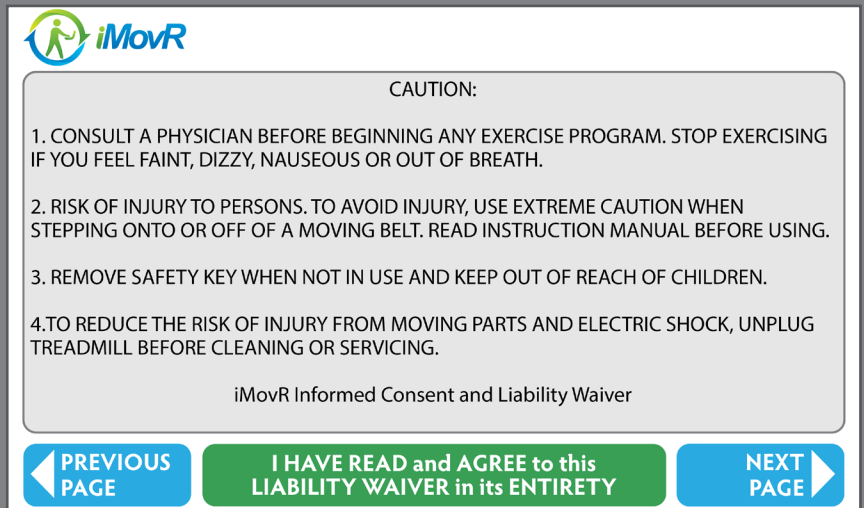 iMovR
CAUTION:
1. CONSULT A PHYSICIAN BEFORE BEGINNING ANY EXERCISE PROGRAM. STOP EXERCISING
IF YOU FEEL FAINT, DIZZY, NAUSEOUS OR OUT OF BREATH.
2. RISK OF INJURY TO PERSONS. TO AVOID INJURY, USE EXTREME CAUTION WHEN
STEPPING ONTO OR OFF OF A MOVING BELT. READ INSTRUCTION MANUAL BEFORE USING.
3. REMOVE SAFETY KEY WHEN NOT IN USE AND KEEP OUT OF REACH OF CHILDREN.
4.TO REDUCE THE RISK OF INJURY FROM MOVING PARTS AND ELECTRIC SHOCK, UNPLUG
TREADMILL BEFORE CLEANING OR SERVICING.
iMovR Informed Consent and Liability Waiver
PREVIOUS
PAGE
I HAVE READ and AGREE to this
LIABILITY WAIVER in its ENTIRETY
NEXT
PAGE